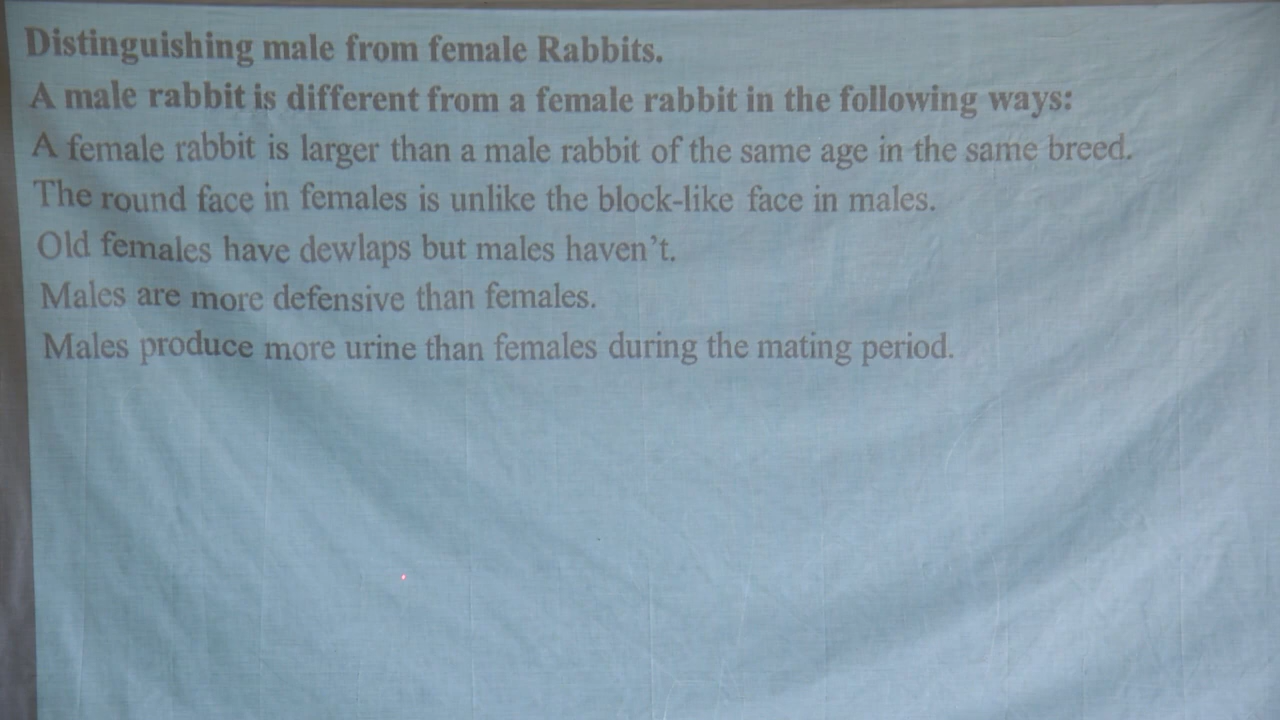 Distinguishing male from female Rabbits.
A male rabbit is different from a female rabbit in the following ways:
A female rabbit is larger than a male rabbit of the same age in the same breed.
The round face in females is unlike the block-like face in males.
Old females have dewlaps but males haven’t.
Males are more defensive than females.
Males produce more urine than females during the mating period.